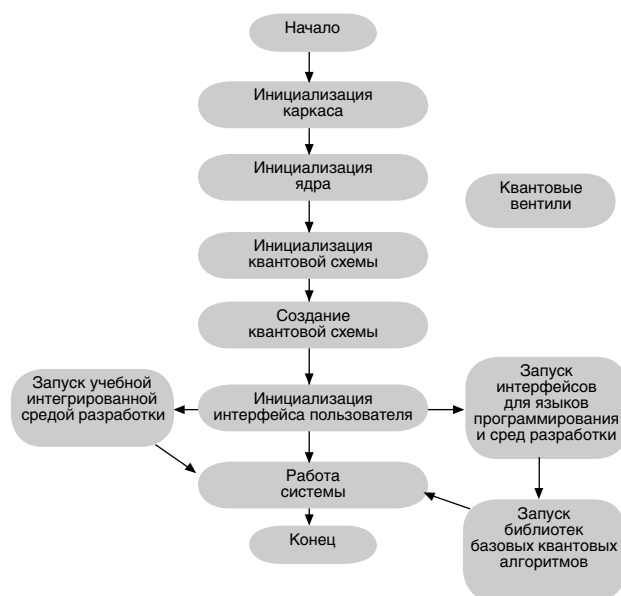 Начало
Инициализация
каркаса
Инициализация
ядра
Квантовые
вентили
Инициализация
квантовой схемы
Создание
квантовой схемы
Запуск учебной
интегрированной
средой разработки
Инициализация
интерфейса пользователя
Запуск
интерфейсов
для языков
программирования
и сред разработки
Работа
системы
Запуск
библиотек
базовых квантовых
алгоритмов
Конец